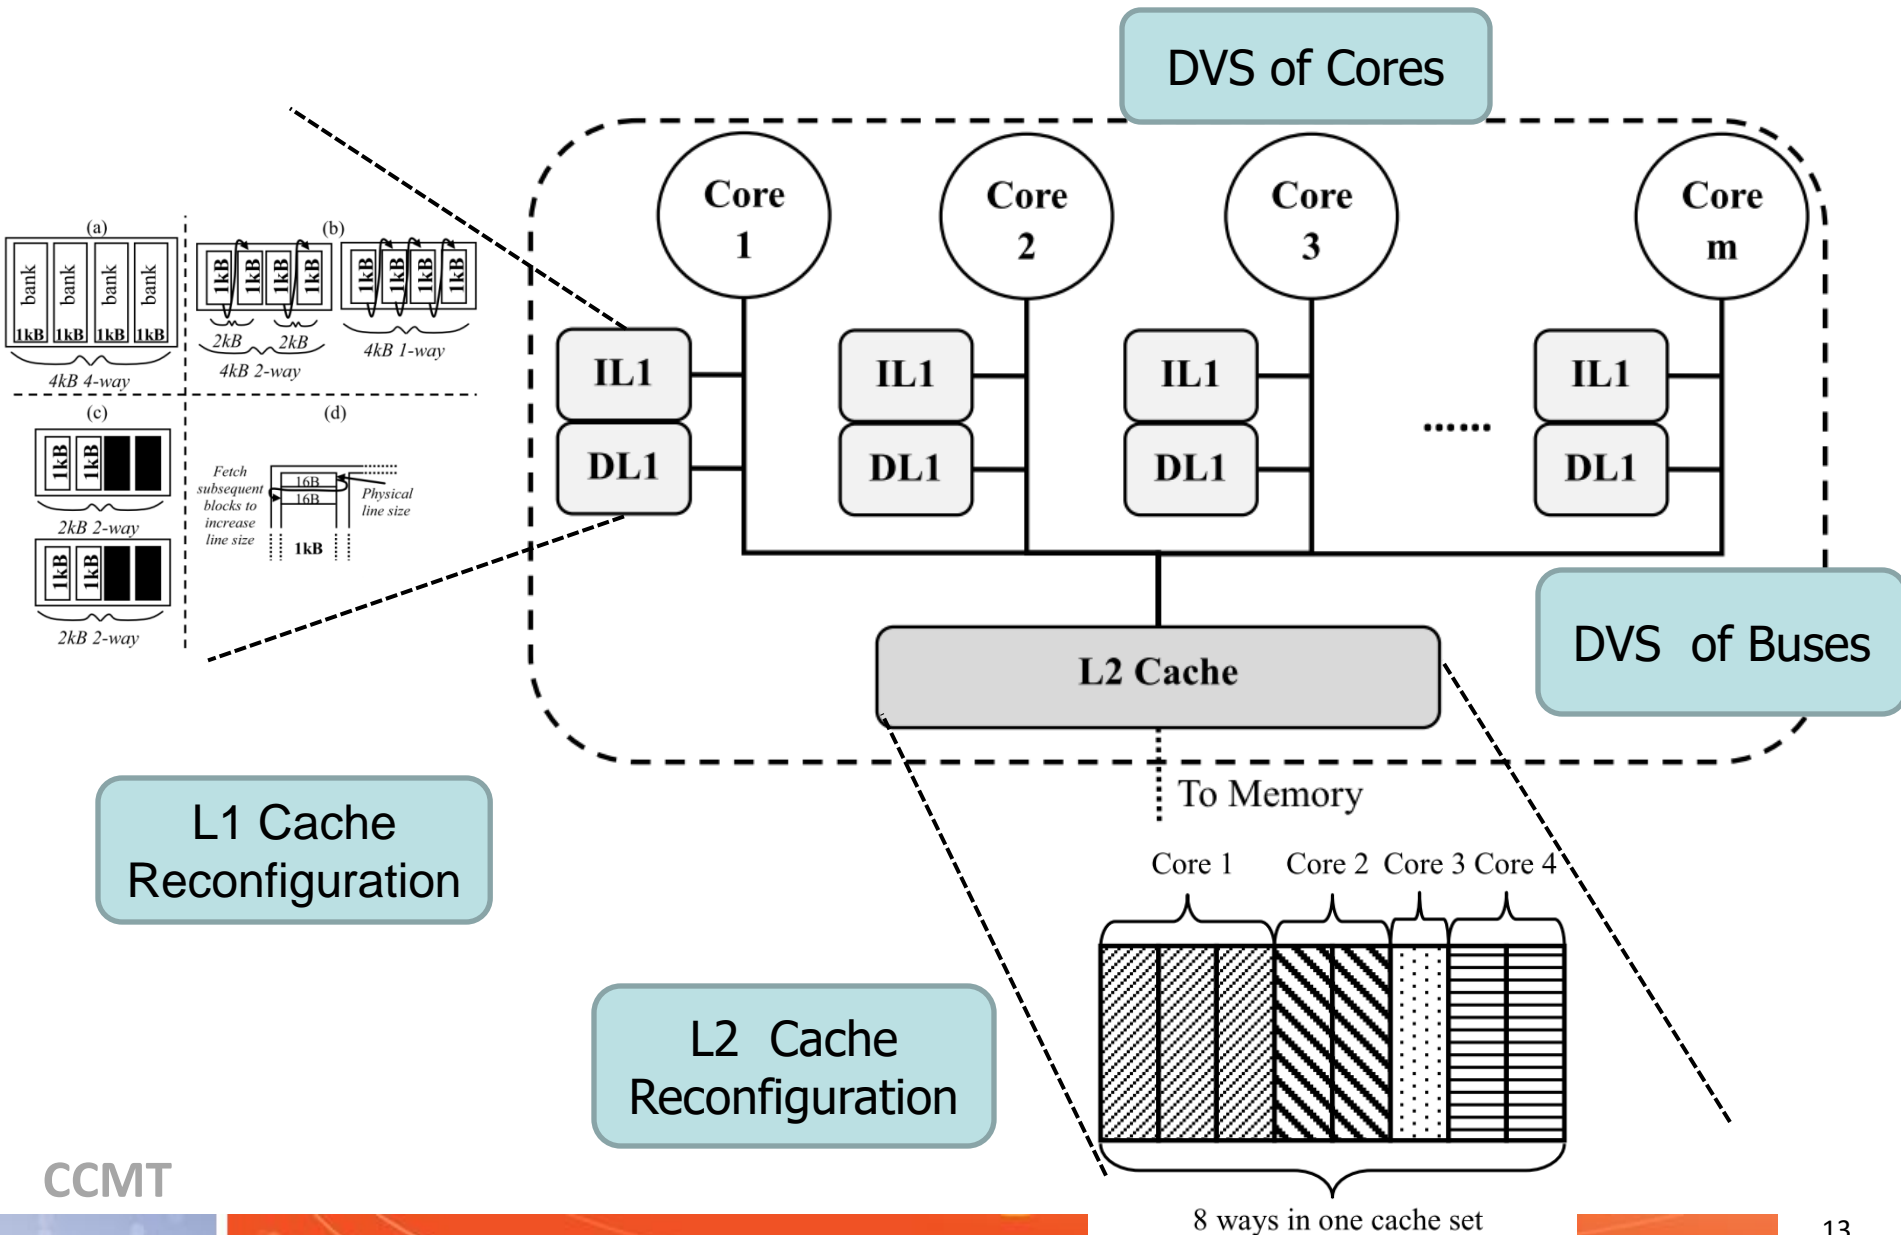 DVS of Cores
Core
1
Core
2
Core
3
Core
m
(a)
bank
bank
bank
bank
1kB
1kB
1kB
1kB
4kB 4-way
(b)
1kB
1kB
1kB
1kB
2kB
2kB
4kB 2-way
1kB
1kB
1kB
1kB
4kB 1-way
(c)
1kB
1kB
2kB 2-way
1kB
1kB
2kB 2-way
(d)
Fetch
subsequent
blocks to
increase
line size
16B
16B
Physical
line size
1kB
IL1
DL1
IL1
DL1
IL1
DL1
......
IL1
DL1
DVS of Buses
L2 Cache
To Memory
L1 Cache
Reconfiguration
Core 1
Core 2
Core 3
Core 4
L2 Cache
Reconfiguration
8 ways in one cache set
CCMT
13